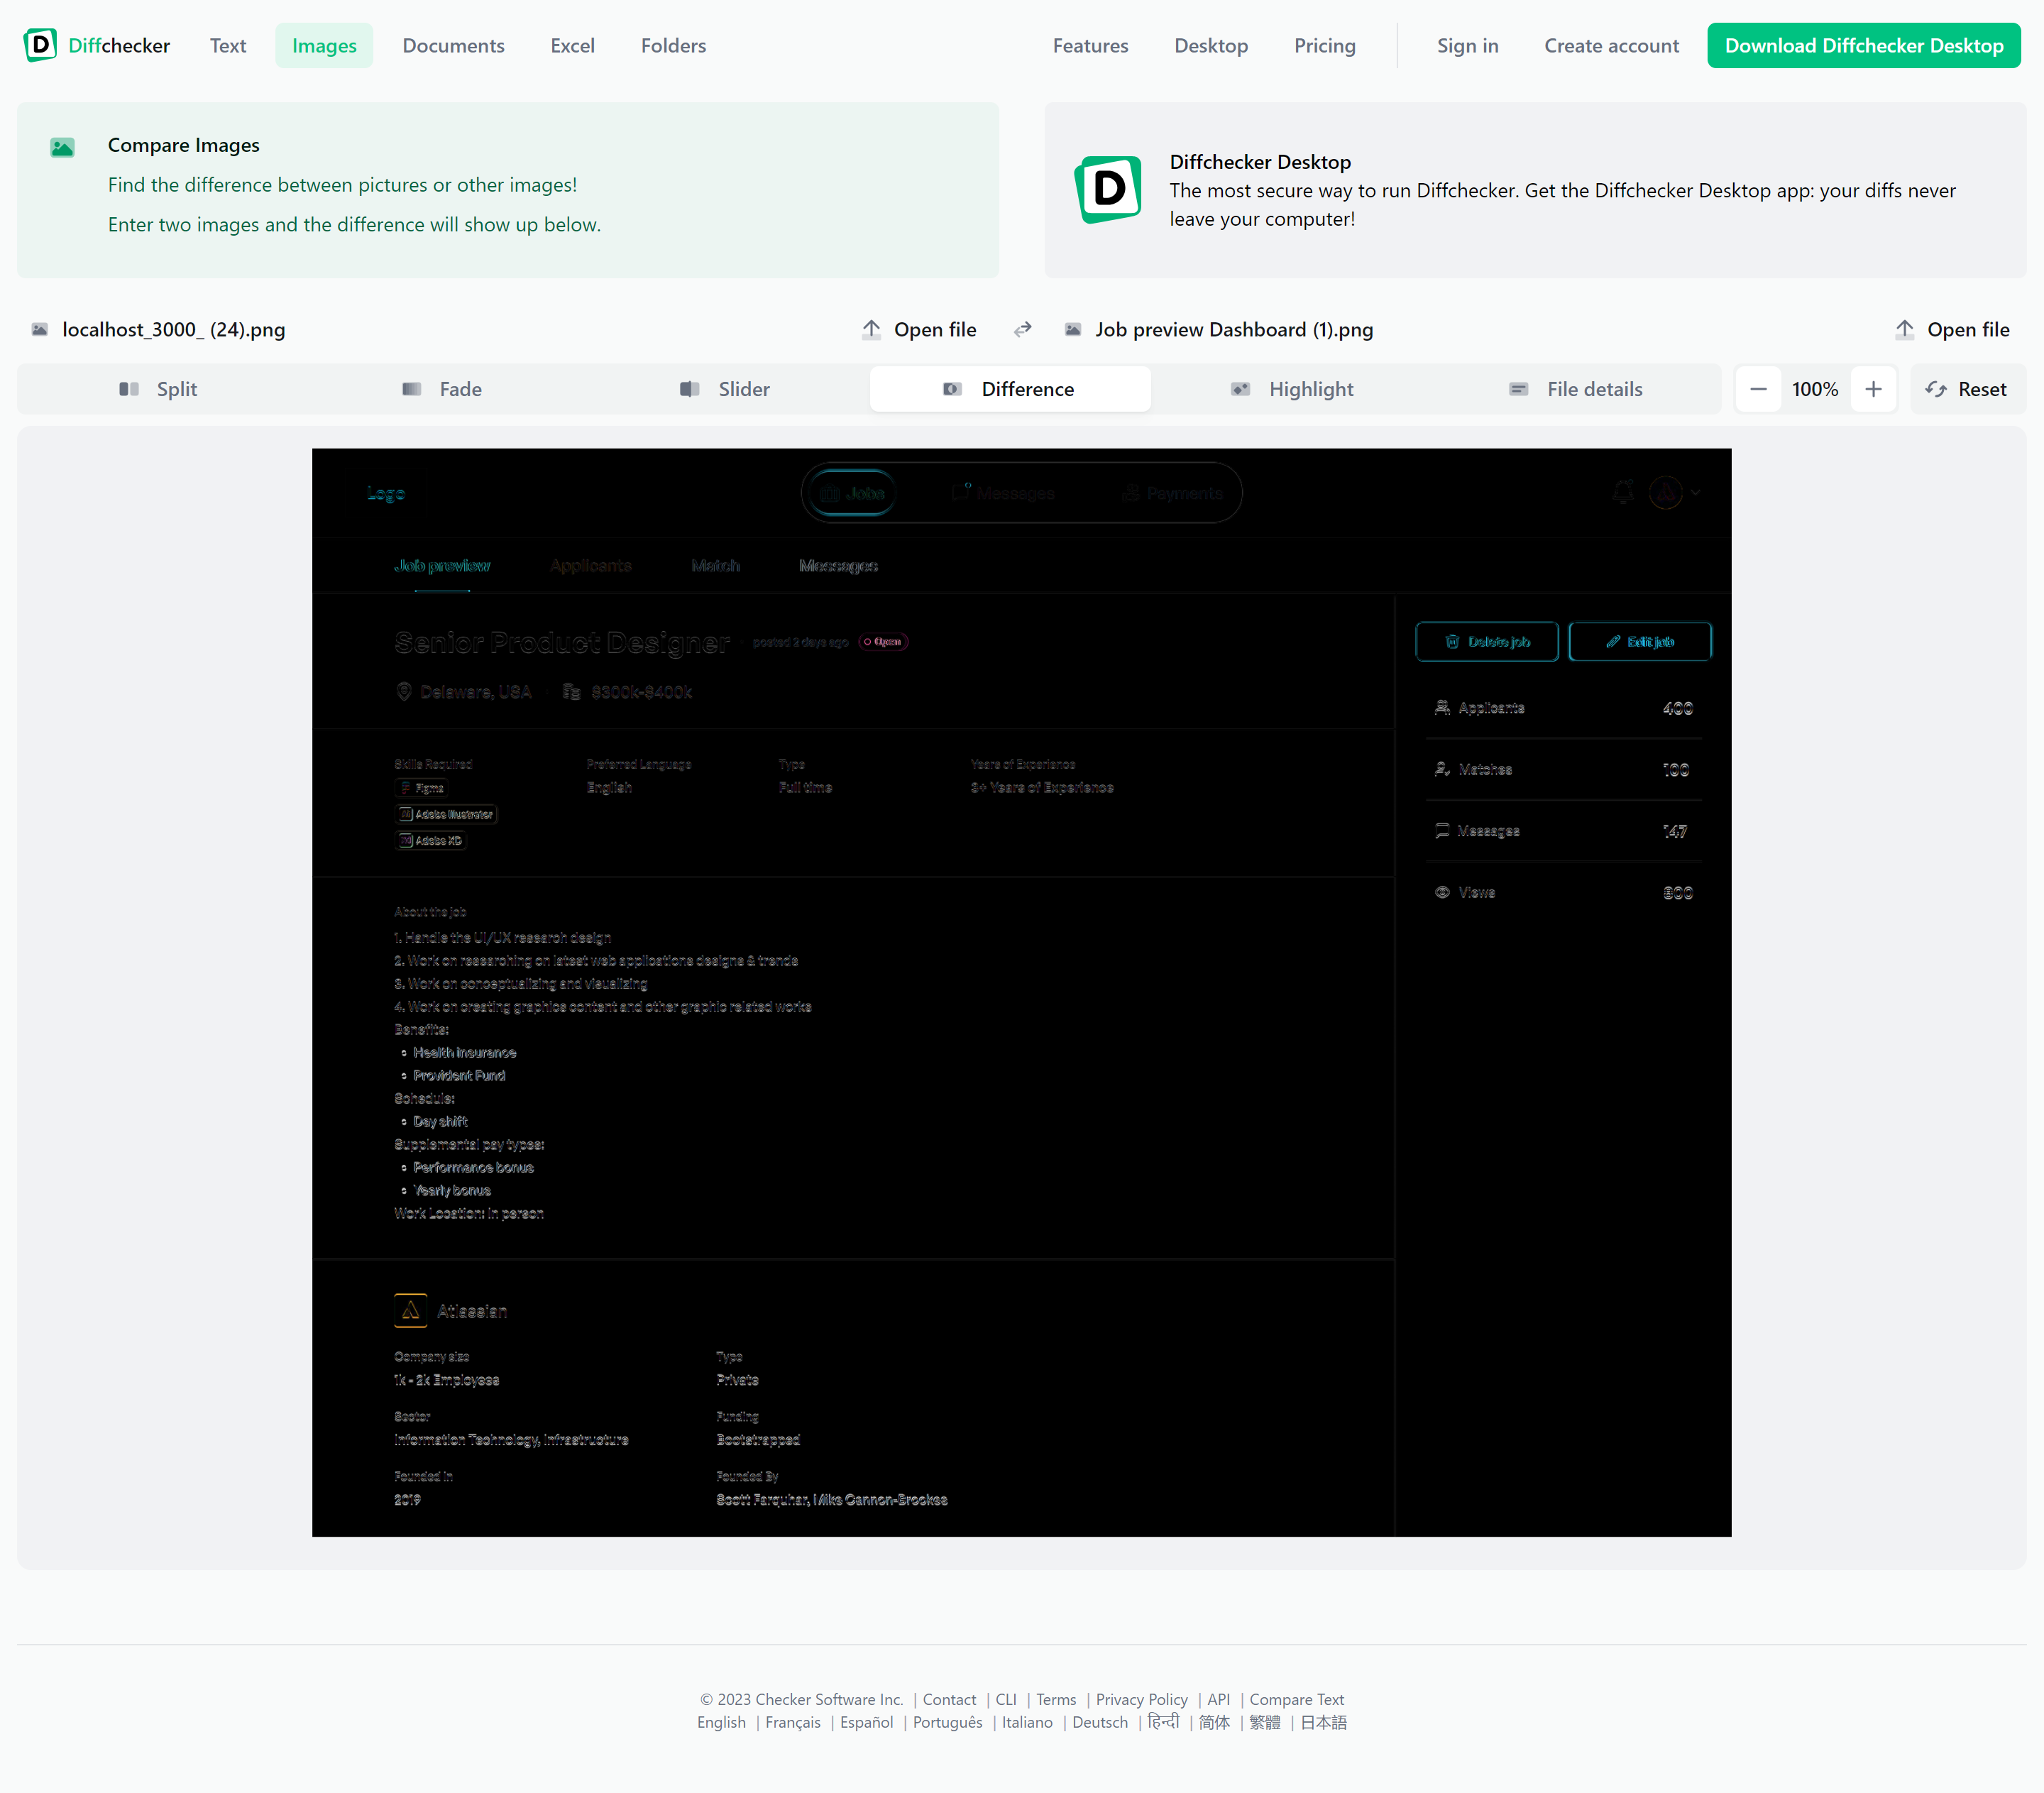 Diffchecker Text Images Documents Excel Folders Features Desktop Pricing Sign in Create account Download Diffchecker Desktop
Compare Images
Find the difference between pictures or other images!
Enter two images and the difference will show up below.
Diffchecker Desktop
The most secure way to run Diffchecker. Get the Diffchecker Desktop app: your diffs never
leave your computer!
localhost_3000_ (24).png Open file Job preview Dashboard (1).png Open file
Split Fade Slider Difference Highlight File details 100% Reset
Logo Jobs Messages Payments
Job preview Applicants Match Messages
Senior Product Designer posted 2 days ago Open
Delete job Edit job
Delaware, USA $300k-$400k
Applicants 400
Skills Required Preferred Language Type Years of Experience
Figma English Full time 3+ Years of Experience
Matches 100
Adobe Illustrator
Messages 147
Adobe XD
Views 800
About the job
1. Handle the UI/UX research design
2. Work on researching on latest web applications designs & trends
3. Work on conceptualizing and visualizing
4. Work on creating graphics content and other graphic related works
Benefits:
• Health insurance
• Provident Fund
Schedule:
• Day shift
Supplemental pay types:
• Performance bonus
• Yearly bonus
Work Location: In person
Atlassian
Company size Type
1k - 2k Employees Private
Sector Funding
Information Technology, Infrastructure Bootstrapped
Founded in Founded By
2019 Scott Farquhar, Mike Cannon-Brookes
© 2023 Checker Software Inc. | Contact | CLI | Terms | Privacy Policy | API | Compare Text
English | Français | Español | Português | Italiano | Deutsch | हिन्दी | 简体 | 繁體 | 日本語